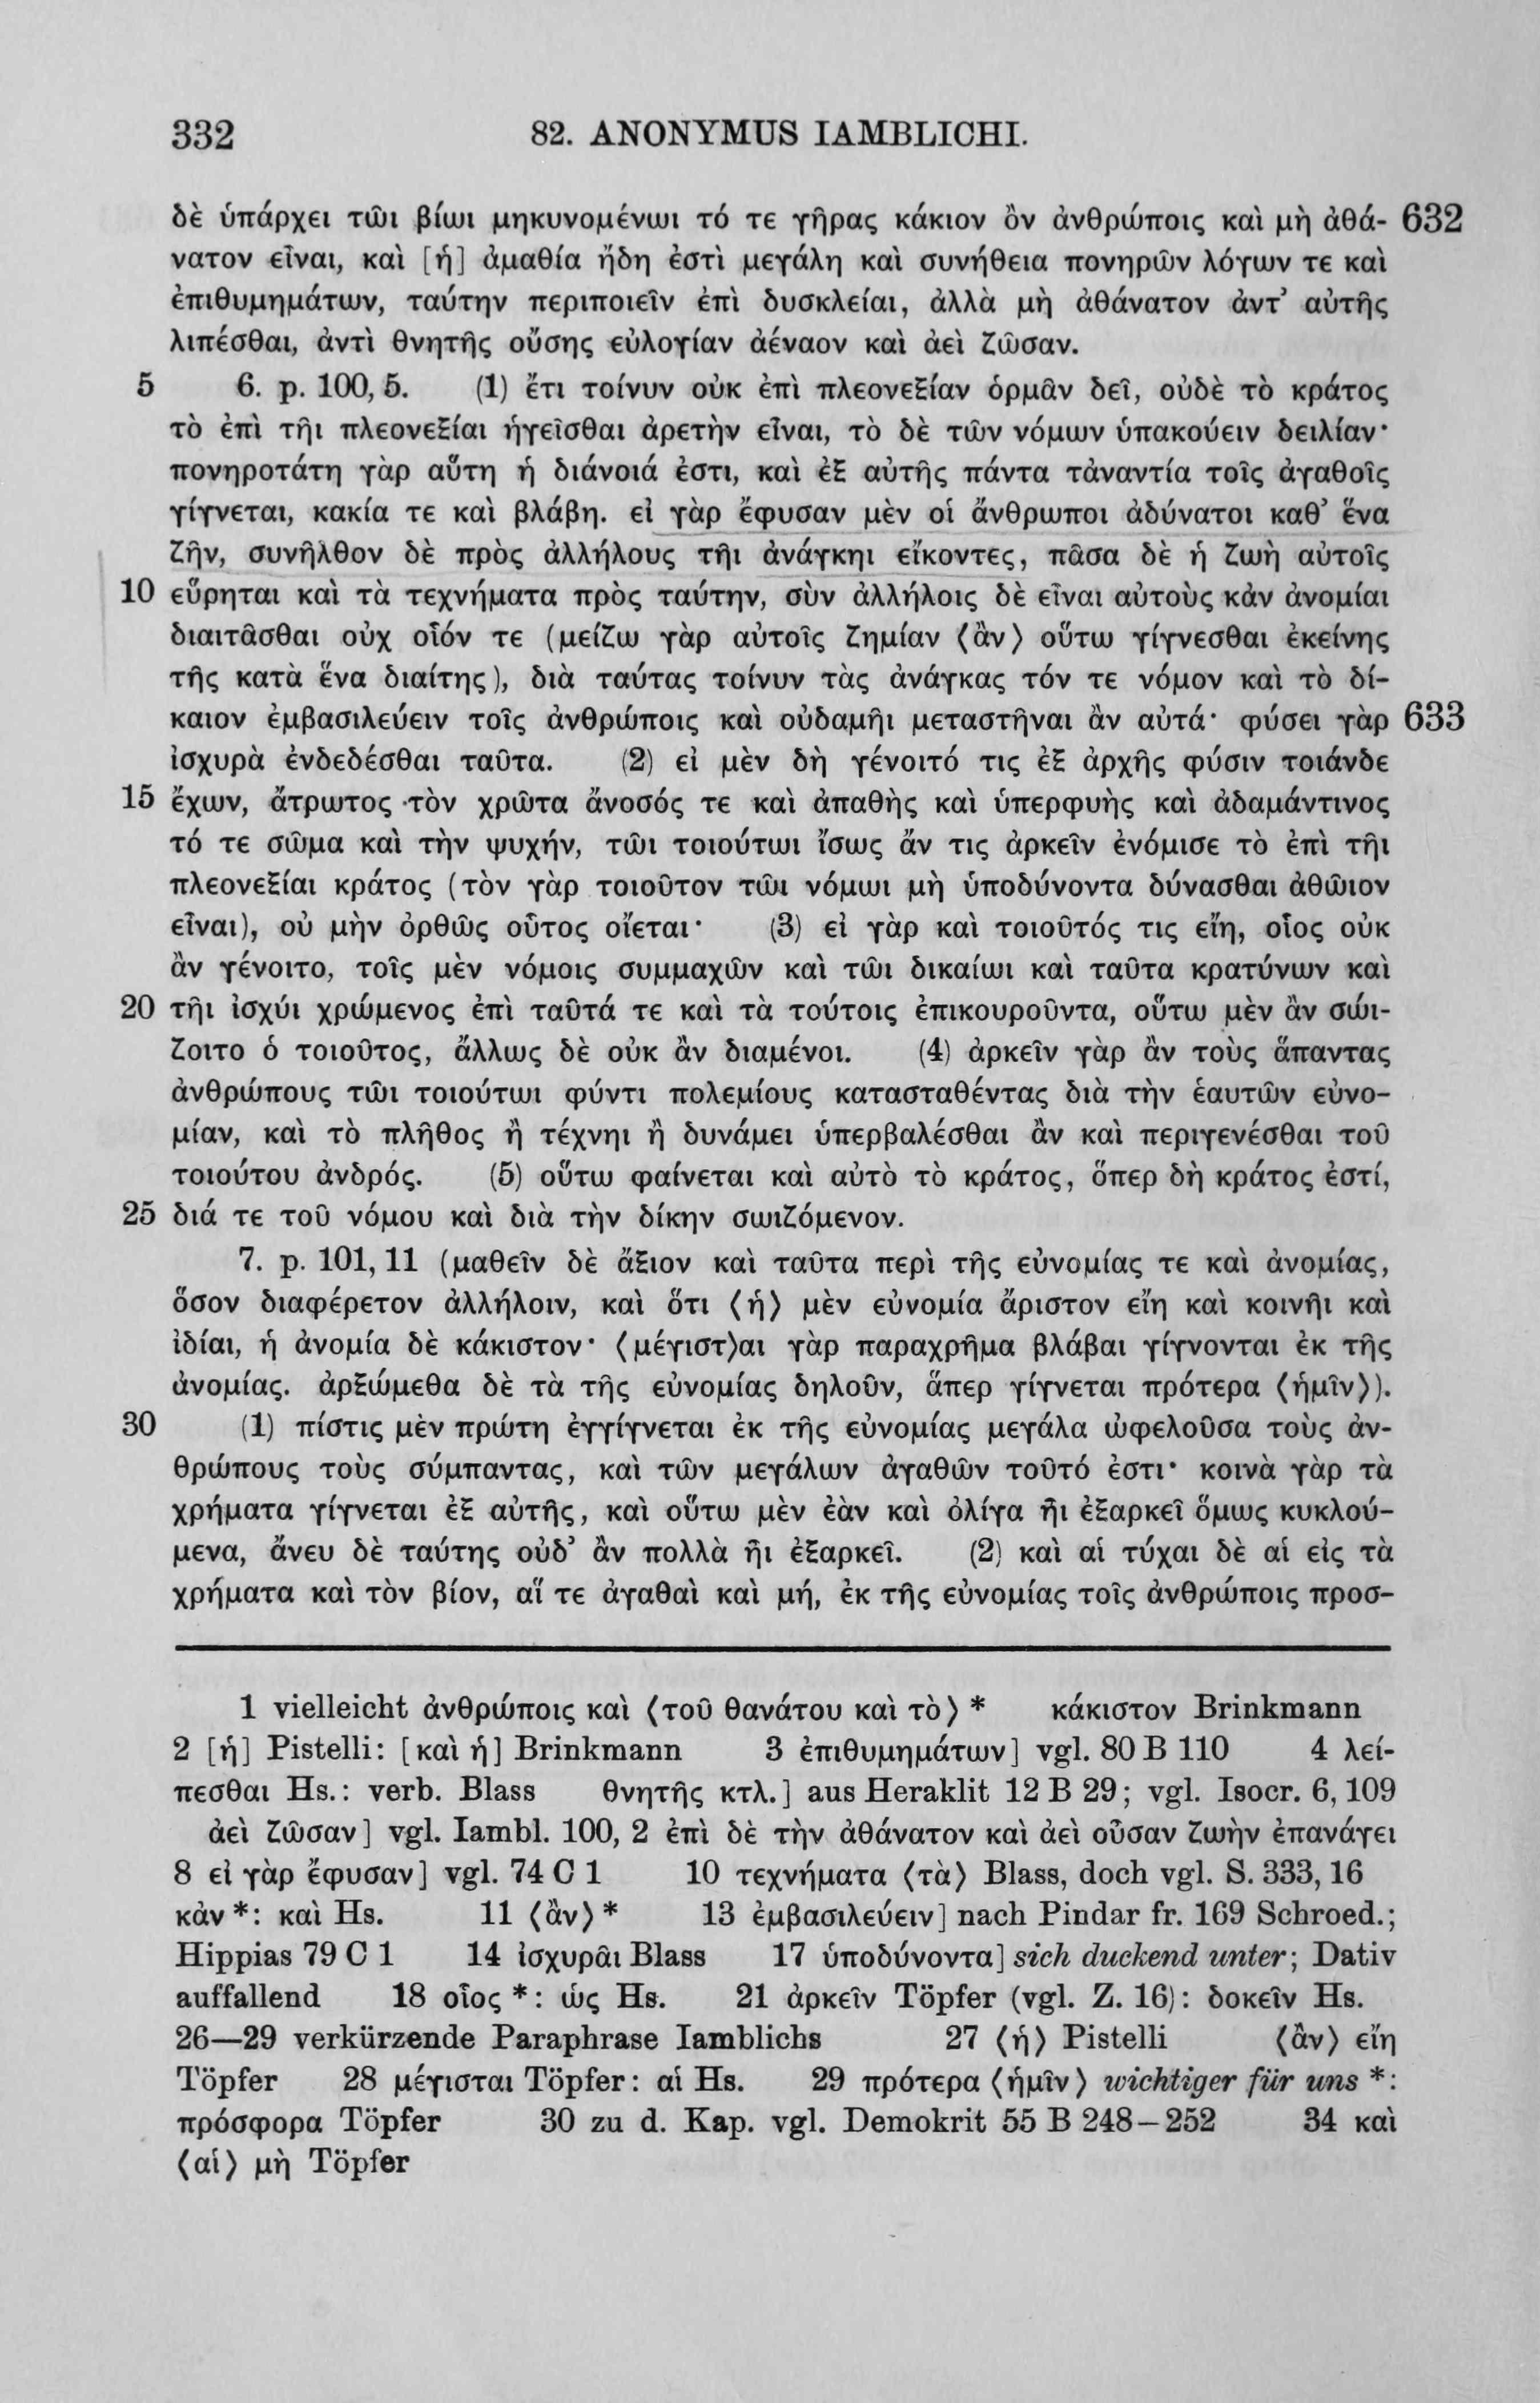 332 82. ANONYMUS IAMBLICHI.
δὲ ὑπάρχει τῶι βίωι μηκυνομένωι τό τε γῆρας κάκιον ὂν ἀνθρώποις καὶ μὴ ἀθά- 632
νατον εἶναι, καὶ [ἡ] ἀμαθία ἤδη ἐστὶ μεγάλη καὶ συνήθεια πονηρῶν λόγων τε καὶ
ἐπιθυμημάτων, ταύτην περιποιεῖν ἐπὶ δυσκλείαι, ἀλλὰ μὴ ἀθάνατον ἀντ’ αὐτῆς
λιπέσθαι, ἀντὶ θνητῆς οὔσης εὐλογίαν ἀέναον καὶ ἀεὶ ζῶσαν.
5 6. p. 100, 5. (1) ἔτι τοίνυν οὐκ ἐπὶ πλεονεξίαν ὁρμᾶν δεῖ, οὐδὲ τὸ κράτος
τὸ ἐπὶ τῆι πλεονεξίαι ἡγεῖσθαι ἀρετὴν εἶναι, τὸ δὲ τῶν νόμων ὑπακούειν δειλίαν·
πονηροτάτη γὰρ αὕτη ἡ διάνοιά ἐστι, καὶ ἐξ αὐτῆς πάντα τἀναντία τοῖς ἀγαθοῖς
γίγνεται, κακία τε καὶ βλάβη. εἰ γὰρ ἔφυσαν μὲν οἱ ἄνθρωποι ἀδύνατοι καθ’ ἕνα
ζῆν, συνῆλθον δὲ πρὸς ἀλλήλους τῆι ἀνάγκηι εἴκοντες, πᾶσα δὲ ἡ ζωὴ αὐτοῖς
10 εὕρηται καὶ τὰ τεχνήματα πρὸς ταύτην, σὺν ἀλλήλοις δὲ εἶναι αὐτοὺς κἀν ἀνομίαι
διαιτᾶσθαι οὐχ οἷόν τε (μείζω γὰρ αὐτοῖς ζημίαν ⟨ἂν⟩ οὕτω γίγνεσθαι ἐκείνης
τῆς κατὰ ἕνα διαίτης), διὰ ταύτας τοίνυν τὰς ἀνάγκας τόν τε νόμον καὶ τὸ δί-
καιον ἐμβασιλεύειν τοῖς ἀνθρώποις καὶ οὐδαμῆι μεταστῆναι ἂν αὐτά· φύσει γὰρ 633
ἰσχυρὰ ἐνδεδέσθαι ταῦτα. (2) εἰ μὲν δὴ γένοιτό τις ἐξ ἀρχῆς φύσιν τοιάνδε
15 ἔχων, ἄτρωτος τὸν χρῶτα ἄνοσός τε καὶ ἀπαθὴς καὶ ὑπερφυὴς καὶ ἀδαμάντινος
τό τε σῶμα καὶ τὴν ψυχήν, τῶι τοιούτωι ἴσως ἄν τις ἀρκεῖν ἐνόμισε τὸ ἐπὶ τῆι
πλεονεξίαι κράτος (τὸν γὰρ τοιοῦτον τῶι νόμωι μὴ ὑποδύνοντα δύνασθαι ἀθῶιον
εἶναι), οὐ μὴν ὀρθῶς οὗτος οἴεται· (3) εἰ γὰρ καὶ τοιοῦτός τις εἴη, οἷος οὐκ
ἂν γένοιτο, τοῖς μὲν νόμοις συμμαχῶν καὶ τῶι δικαίωι καὶ ταῦτα κρατύνων καὶ
20 τῆι ἰσχύι χρώμενος ἐπὶ ταῦτά τε καὶ τὰ τούτοις ἐπικουροῦντα, οὕτω μὲν ἂν σώι-
ζοιτο ὁ τοιοῦτος, ἄλλως δὲ οὐκ ἂν διαμένοι. (4) ἀρκεῖν γὰρ ἂν τοὺς ἅπαντας
ἀνθρώπους τῶι τοιούτωι φύντι πολεμίους κατασταθέντας διὰ τὴν ἑαυτῶν εὐνο-
μίαν, καὶ τὸ πλῆθος ἢ τέχνηι ἢ δυνάμει ὑπερβαλέσθαι ἂν καὶ περιγενέσθαι τοῦ
τοιούτου ἀνδρός. (5) οὕτω φαίνεται καὶ αὐτὸ τὸ κράτος, ὅπερ δὴ κράτος ἐστί,
25 διά τε τοῦ νόμου καὶ διὰ τὴν δίκην σωιζόμενον.
7. p. 101, 11 (μαθεῖν δὲ ἄξιον καὶ ταῦτα περὶ τῆς εὐνομίας τε καὶ ἀνομίας,
ὅσον διαφέρετον ἀλλήλοιν, καὶ ὅτι ⟨ἡ⟩ μὲν εὐνομία ἄριστον εἴη καὶ κοινῆι καὶ
ἰδίαι, ἡ ἀνομία δὲ κάκιστον· ⟨μέγιστ⟩αι γὰρ παραχρῆμα βλάβαι γίγνονται ἐκ τῆς
ἀνομίας. ἀρξώμεθα δὲ τὰ τῆς εὐνομίας δηλοῦν, ἅπερ γίγνεται πρότερα ⟨ἡμῖν⟩).
30 (1) πίστις μὲν πρώτη ἐγγίγνεται ἐκ τῆς εὐνομίας μεγάλα ὠφελοῦσα τοὺς ἀν-
θρώπους τοὺς σύμπαντας, καὶ τῶν μεγάλων ἀγαθῶν τοῦτό ἐστι· κοινὰ γὰρ τὰ
χρήματα γίγνεται ἐξ αὐτῆς, καὶ οὕτω μὲν ἐὰν καὶ ὀλίγα ἦι ἐξαρκεῖ ὅμως κυκλού-
μενα, ἄνευ δὲ ταύτης οὐδ’ ἂν πολλὰ ἦι ἐξαρκεῖ. (2) καὶ αἱ τύχαι δὲ αἱ εἰς τὰ
χρήματα καὶ τὸν βίον, αἵ τε ἀγαθαὶ καὶ μή, ἐκ τῆς εὐνομίας τοῖς ἀνθρώποις προσ-
1 vielleicht ἀνθρώποις καὶ ⟨τοῦ θανάτου καὶ τὸ⟩ * κάκιστον Brinkmann
2 [ἡ] Pistelli: [καὶ ἡ] Brinkmann 3 ἐπιθυμημάτων] vgl. 80 B 110 4 λεί-
πεσθαι Hs.: verb. Blass θνητῆς κτλ.] aus Heraklit 12 B 29; vgl. Isocr. 6, 109
ἀεὶ ζῶσαν] vgl. Iambl. 100, 2 ἐπὶ δὲ τὴν ἀθάνατον καὶ ἀεὶ οὖσαν ζωὴν ἐπανάγει
8 εἰ γὰρ ἔφυσαν] vgl. 74 C 1 10 τεχνήματα ⟨τὰ⟩ Blass, doch vgl. S. 333, 16
κἀν *: καὶ Hs. 11 ⟨ἂν⟩ * 13 ἐμβασιλεύειν] nach Pindar fr. 169 Schroed.;
Hippias 79 C 1 14 ἰσχυρᾶι Blass 17 ὑποδύνοντα] sich duckend unter; Dativ
auffallend 18 οἷος *: ὡς Hs. 21 ἀρκεῖν Töpfer (vgl. Z. 16): δοκεῖν Hs.
26—29 verkürzende Paraphrase Iamblichs 27 ⟨ἡ⟩ Pistelli ⟨ἂν⟩ εἴη
Töpfer 28 μέγισται Töpfer: αἱ Hs. 29 πρότερα ⟨ἡμῖν⟩ wichtiger für uns *:
πρόσφορα Töpfer 30 zu d. Kap. vgl. Demokrit 55 B 248–252 34 καὶ
⟨αἱ⟩ μὴ Töpfer